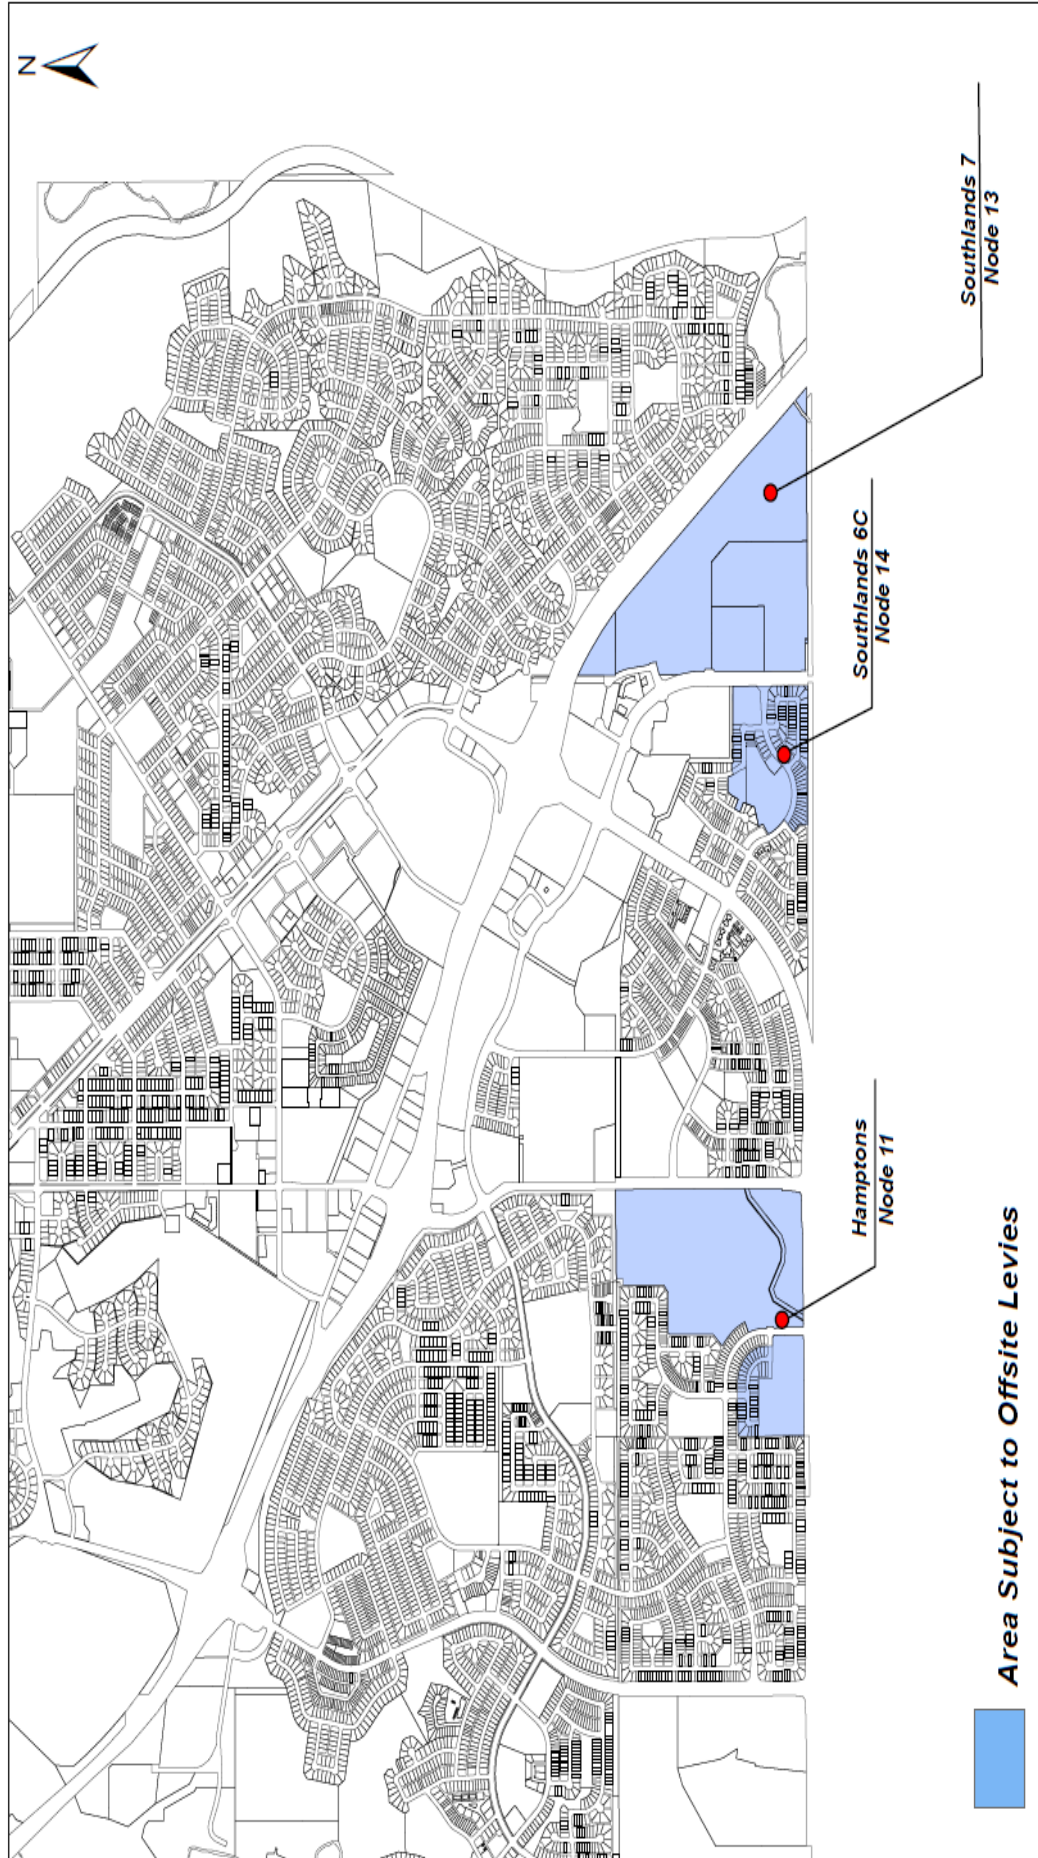 N
Southlands 7
Node 13
Southlands 6C
Node 14
Hamptons
Node 11
Area Subject to Offsite Levies